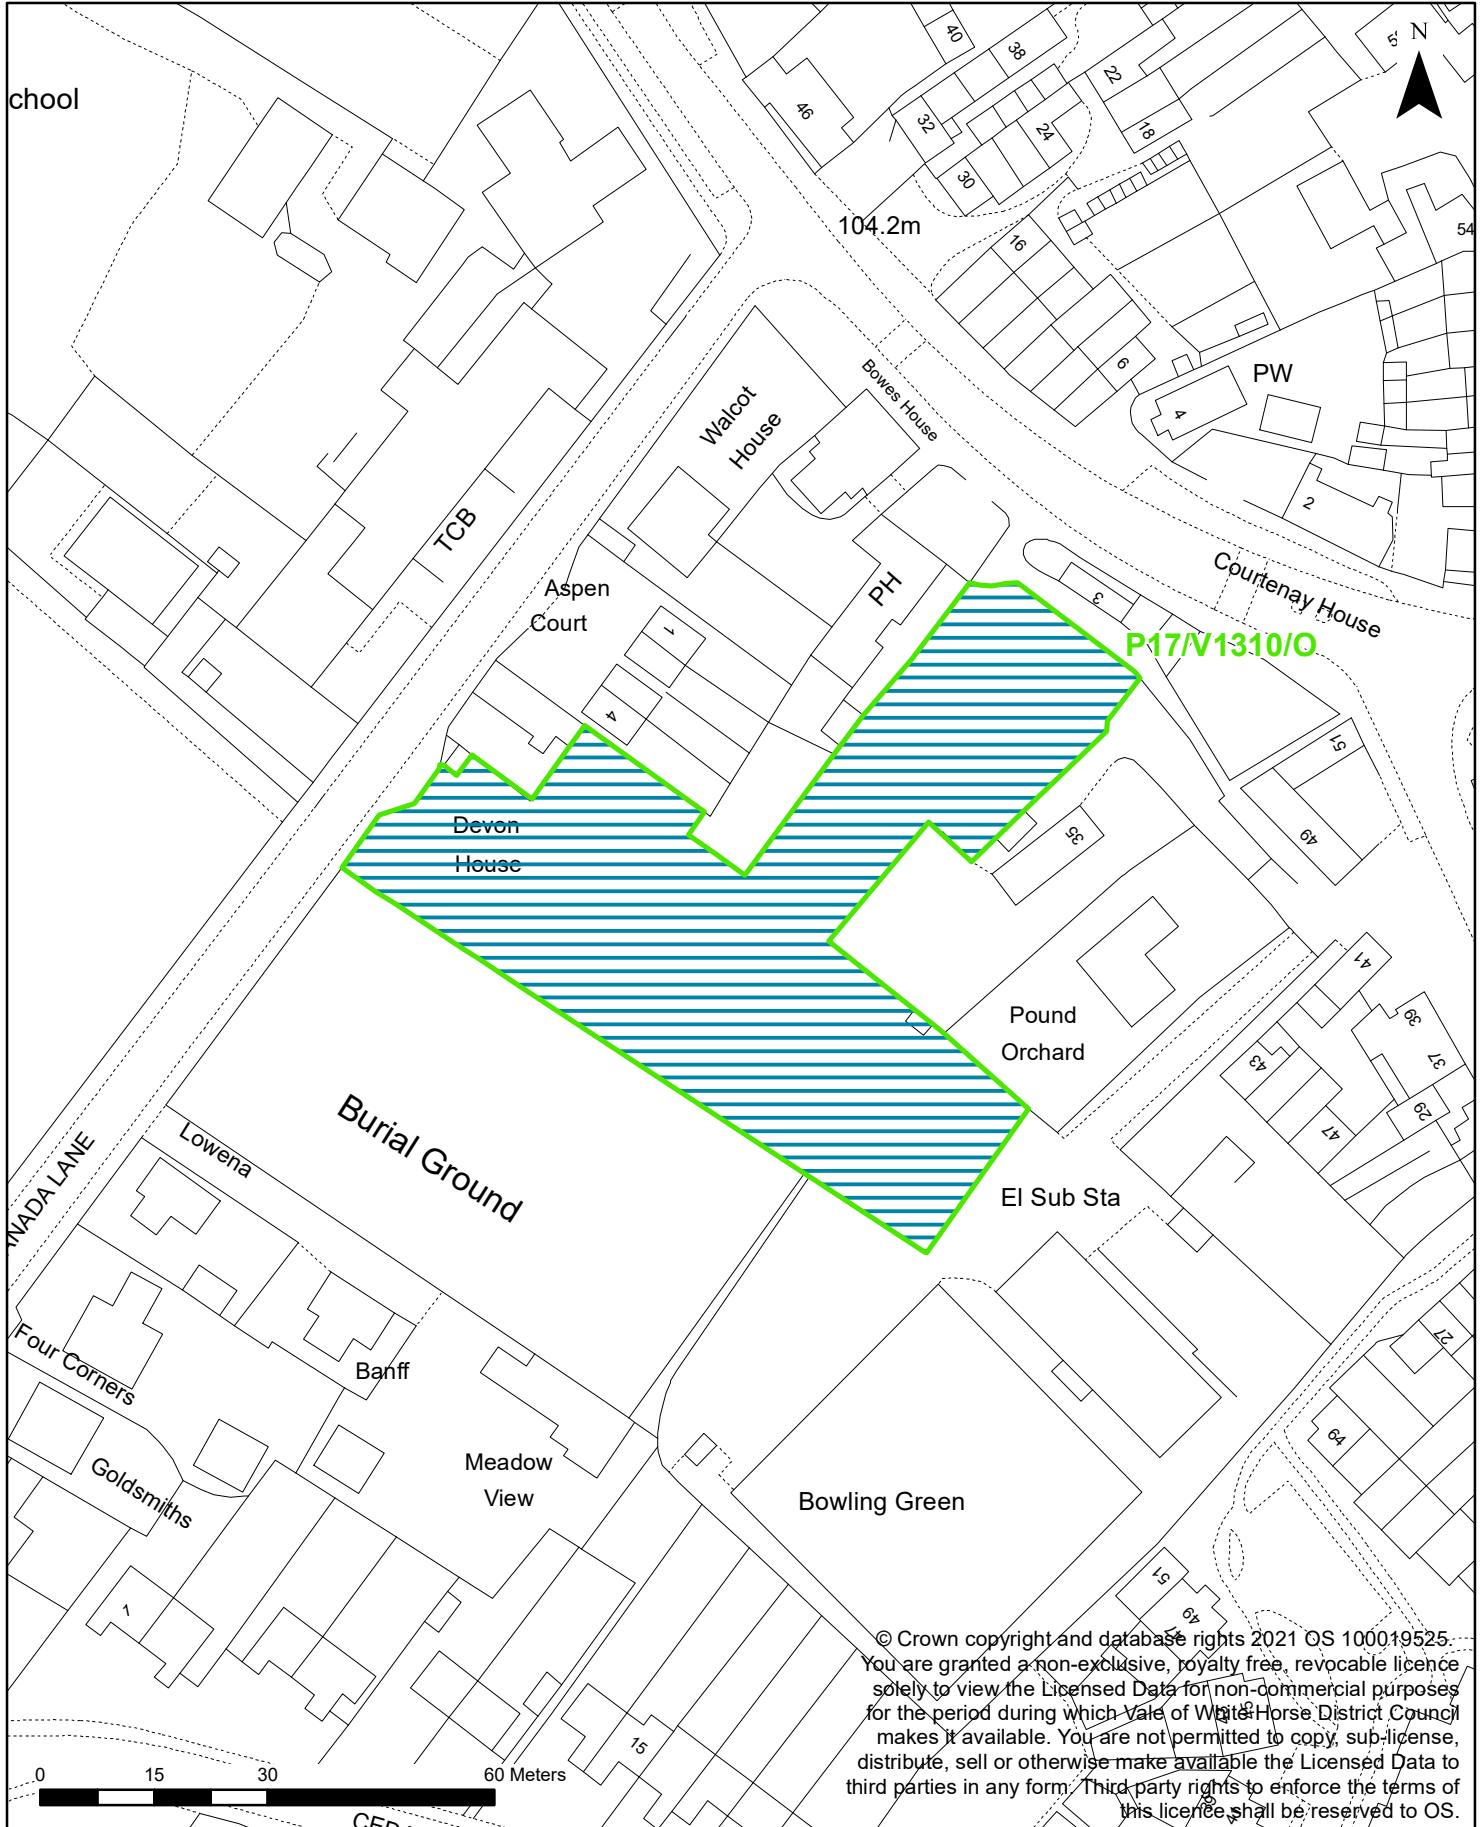 40
38
N
22
chool
46
32
24
18
30
104.2m
16
54
6
PW
Bowes House
Walcot
House
4
2
TCB
Courtenay House
Aspen
Court
PH
3
1
P17/V1310/O
4
51
Devon
House
35
49
41
Pound
Orchard
39
37
43
29
47
Burial Ground
Lowena
NADA LANE
El Sub Sta
27
Four Corners
Banff
64
Goldsmiths
Meadow
View
Bowling Green
51
49
47
7
15
© Crown copyright and database rights 2021 OS 100019525.
You are granted a non-exclusive, royalty free, revocable licence
solely to view the Licensed Data for non-commercial purposes
for the period during which Vale of White Horse District Council
makes it available. You are not permitted to copy, sub-license,
distribute, sell or otherwise make available the Licensed Data to
third parties in any form. Third party rights to enforce the terms of
this licence shall be reserved to OS.
0 15 30 60 Meters